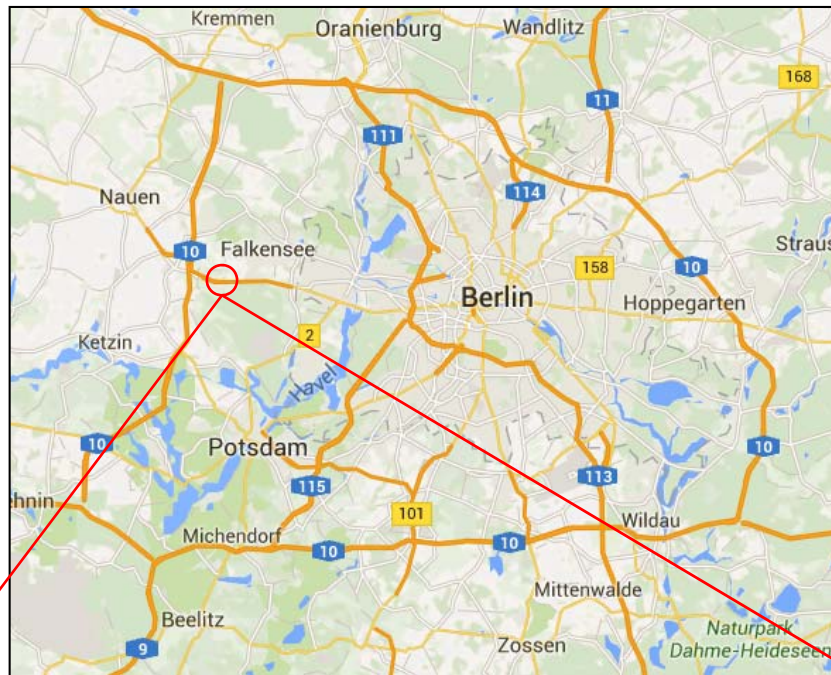 Kremmen
Oranienburg
Wandlitz
168
11
111
114
Nauen
10
Falkensee
158
10
Straus
Berlin
Hoppegarten
2
Ketzin
Havel
10
Potsdam
10
115
113
101
ehnin
Wildau
Michendorf
10
10
Mittenwalde
Beelitz
9
Zossen
Naturpark
Dahme-Heideseen